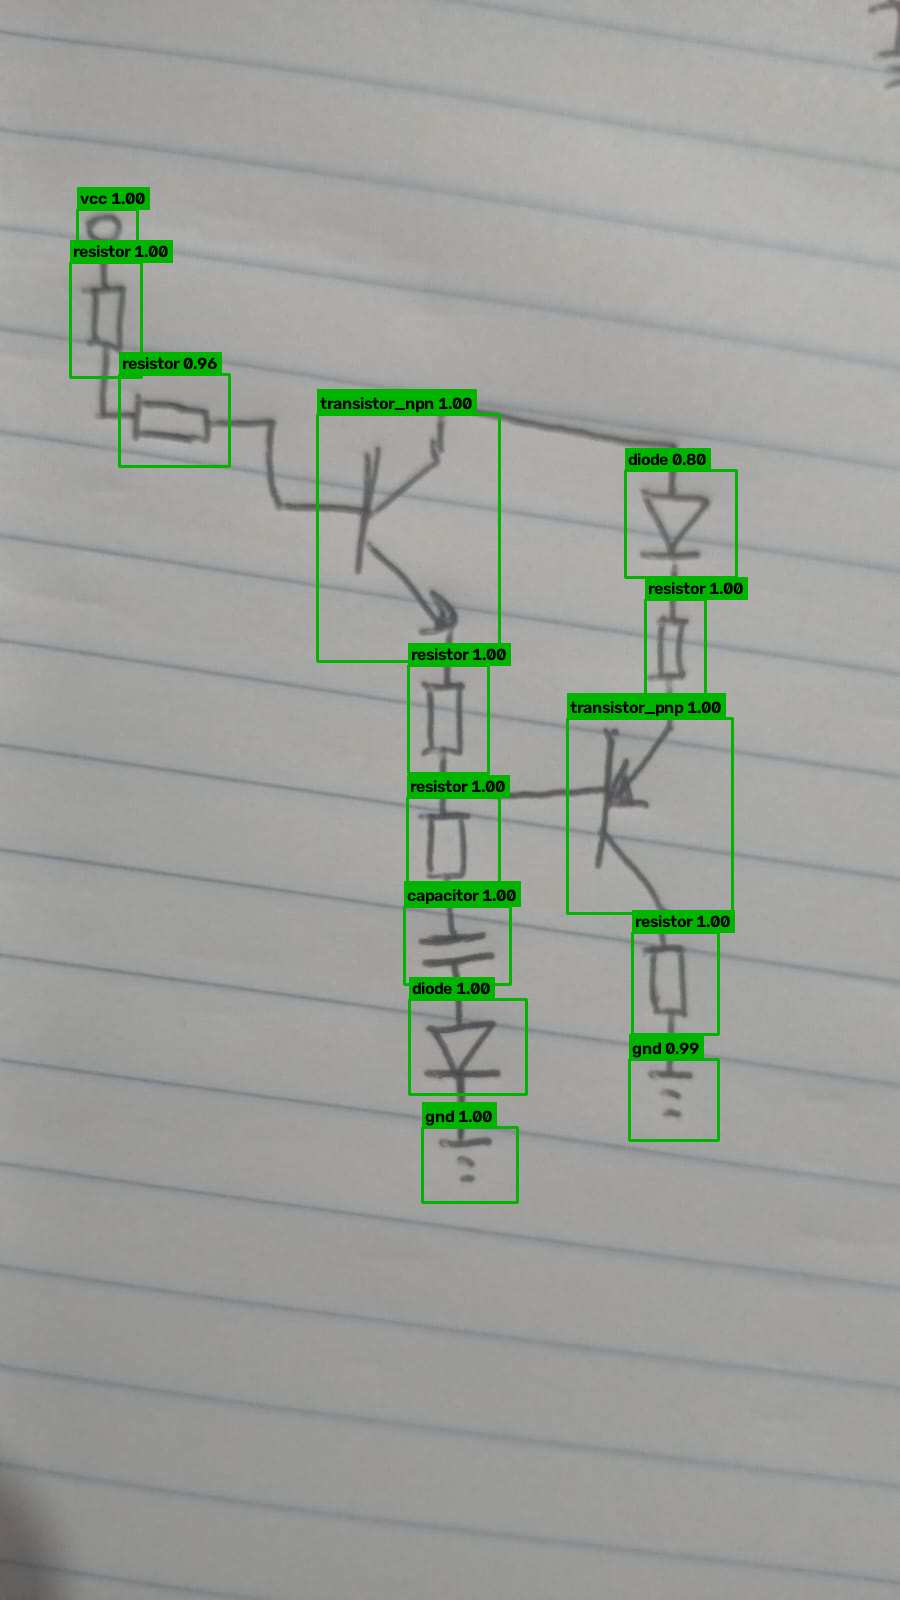 vcc 1.00
resistor 1.00
resistor 0.96
transistor_npn 1.00
diode 0.80
resistor 1.00
resistor 1.00
transistor_pnp 1.00
resistor 1.00
capacitor 1.00
resistor 1.00
diode 1.00
gnd 0.99
gnd 1.00